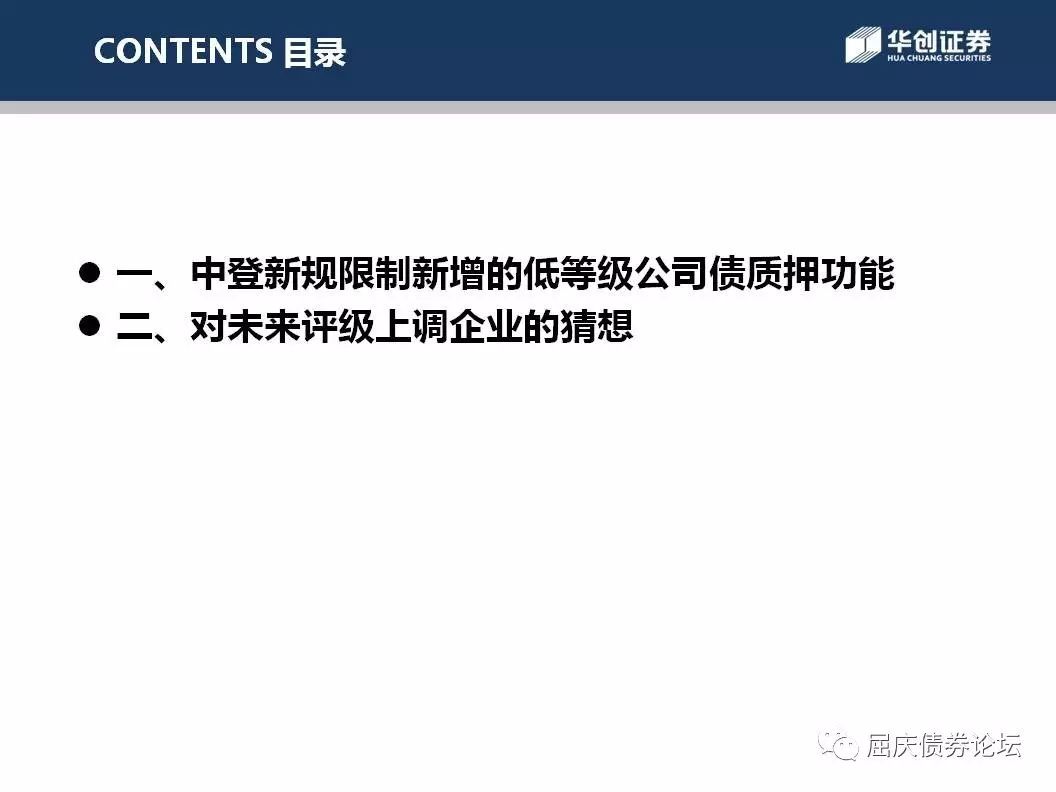 CONTENTS 目录
华创证券
HUA CHUANG SECURITIES
● 一、中登新规限制新增的低等级公司债质押功能
● 二、对未来评级上调企业的猜想
屈庆债券论坛